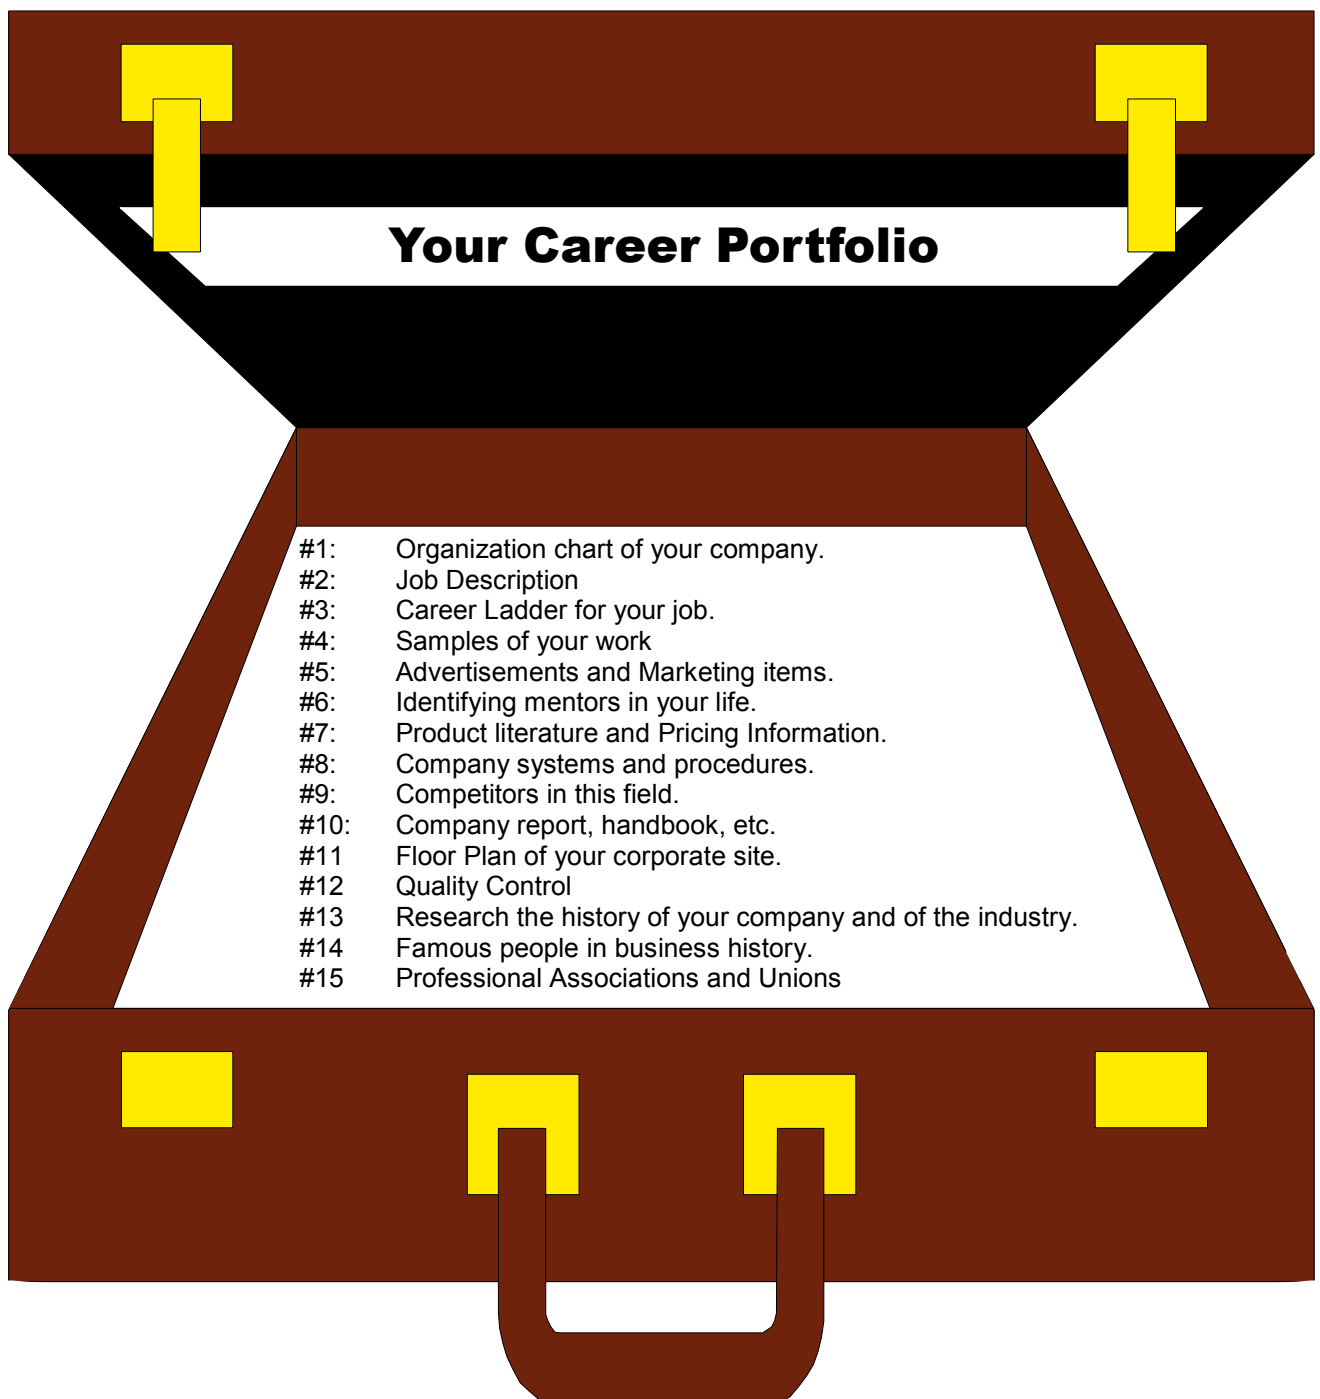 Your Career Portfolio
#1: Organization chart of your company.
#2: Job Description
#3: Career Ladder for your job.
#4: Samples of your work
#5: Advertisements and Marketing items.
#6: Identifying mentors in your life.
#7: Product literature and Pricing Information.
#8: Company systems and procedures.
#9: Competitors in this field.
#10: Company report, handbook, etc.
#11 Floor Plan of your corporate site.
#12 Quality Control
#13 Research the history of your company and of the industry.
#14 Famous people in business history.
#15 Professional Associations and Unions